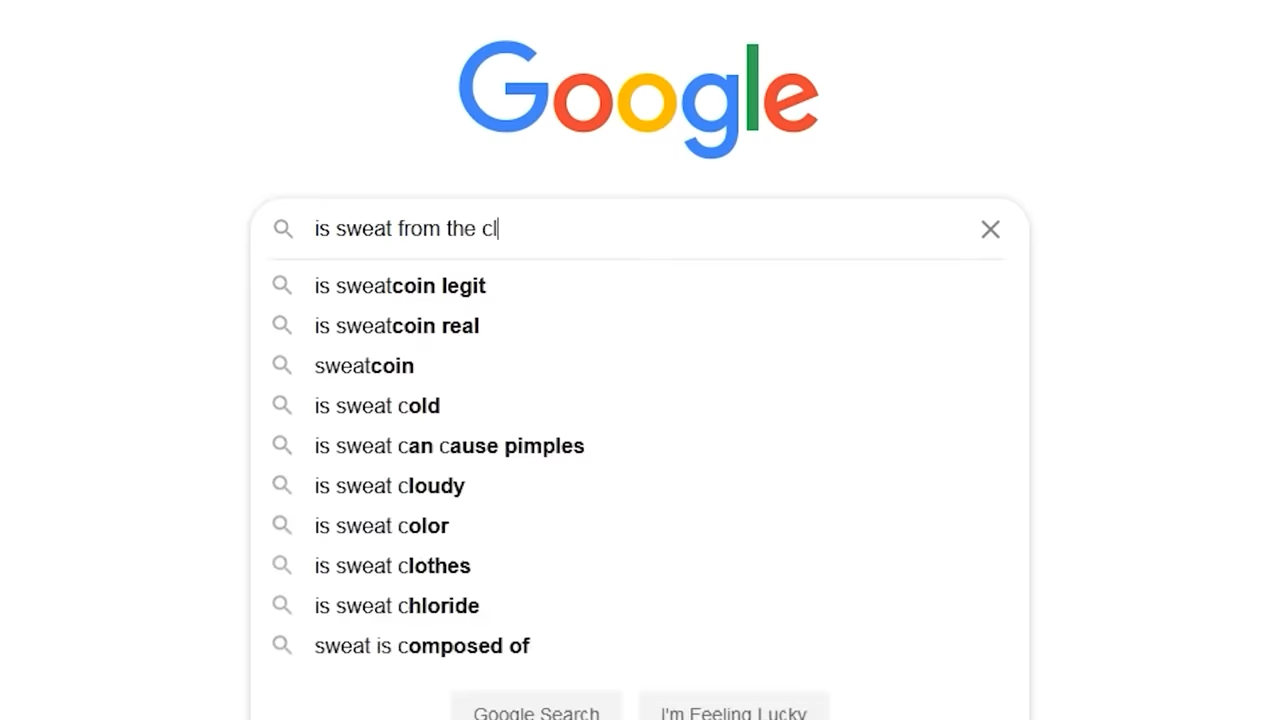 Google
is sweat from the cl
is sweatcoin legit
is sweatcoin real
sweatcoin
is sweat cold
is sweat can cause pimples
is sweat cloudy
is sweat color
is sweat clothes
is sweat chloride
sweat is composed of
Google Search I'm Feeling Lucky